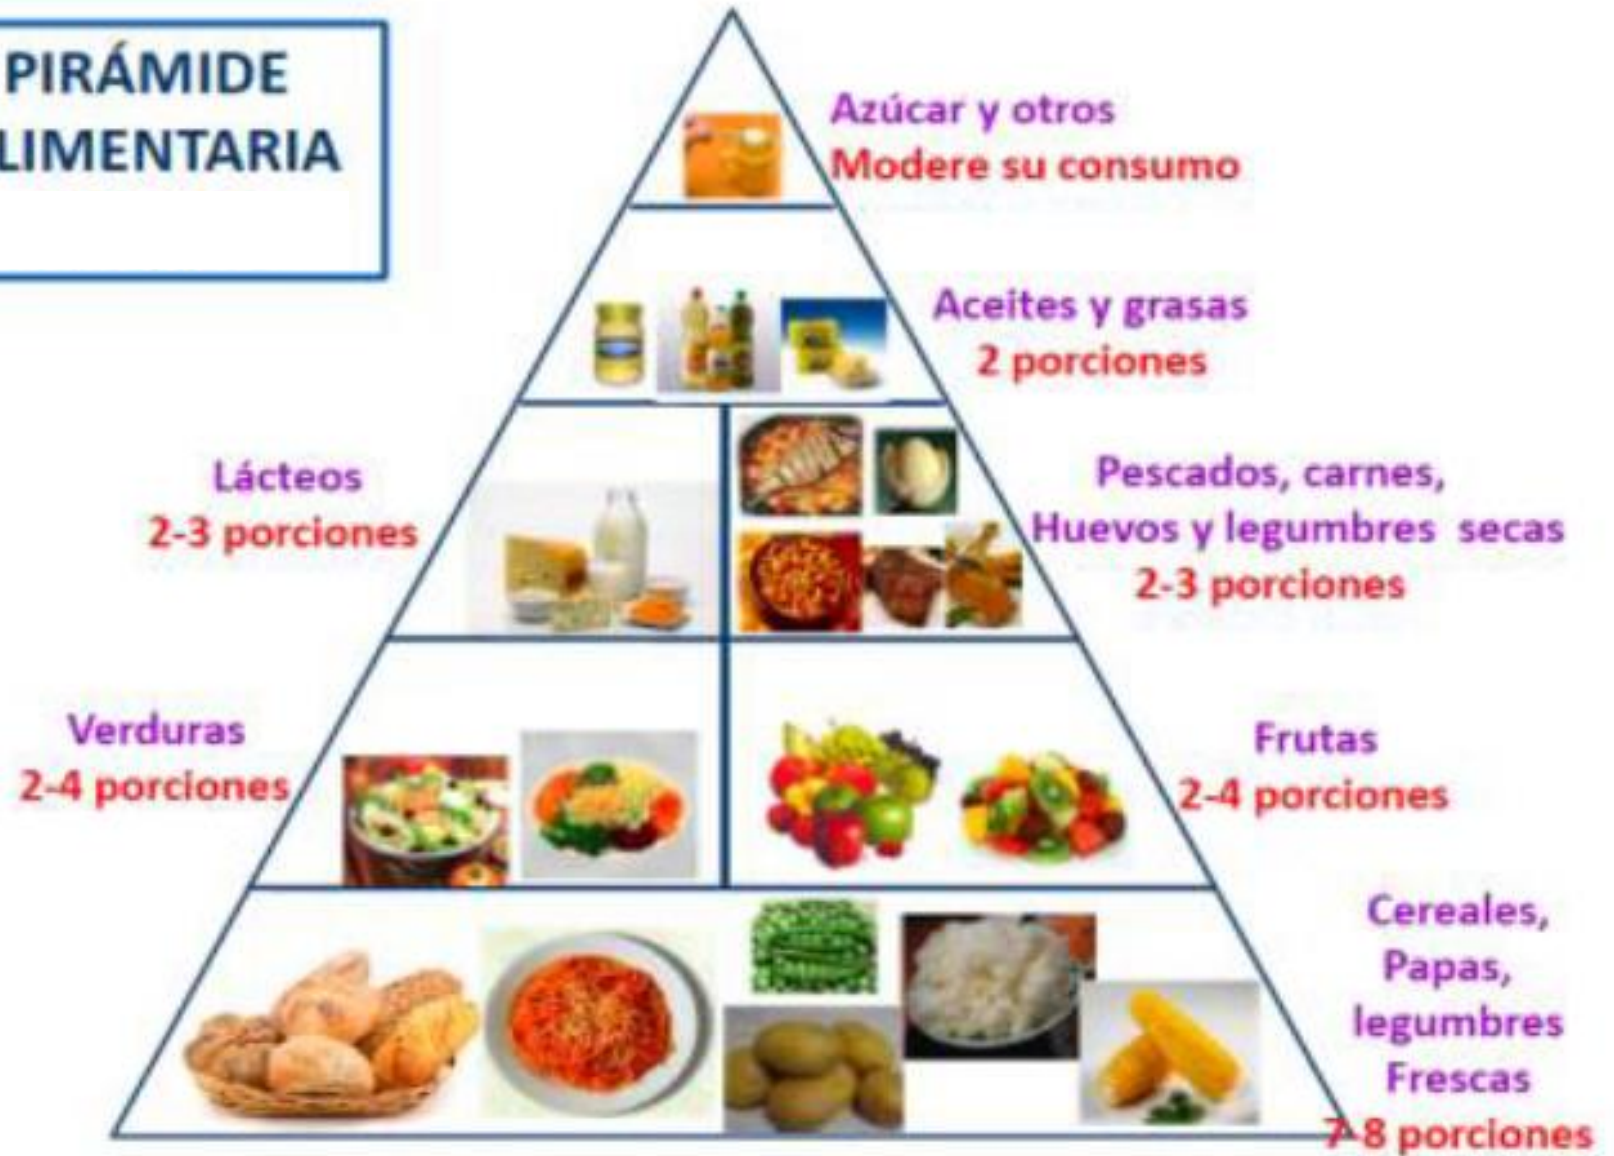 PIRÁMIDE
LIMENTARIA
Azúcar y otros
Modere su consumo
Aceites y grasas
2 porciones
Lácteos
2-3 porciones
Pescados, carnes,
Huevos y legumbres secas
2-3 porciones
Verduras
2-4 porciones
Frutas
2-4 porciones
Cereales,
Papas,
legumbres
Frescas
7-8 porciones